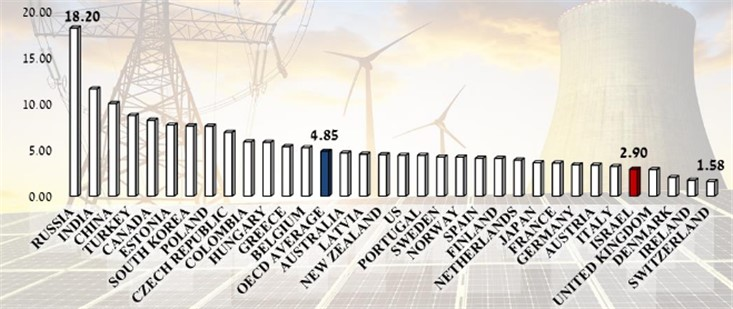 20.00
15.00
10.00
5.00
0.00
18.20
4.85
2.90
1.58
RUSSIA
INDIA
CHINA
TURKEY
CANADA
ESTONIA
SOUTH KOREA
POLAND
CZECH REPUBLIC
COLOMBIA
HUNGARY
GREECE
BELGIUM
OECD AVERAGE
AUSTRALIA
LATVIA
NEW ZEALAND
US
PORTUGAL
SWEDEN
NORWAY
SPAIN
FINLAND
NETHERLANDS
JAPAN
FRANCE
GERMANY
AUSTRIA
ITALY
ISRAEL
UNITED KINGDOM
DENMARK
IRELAND
SWITZERLAND